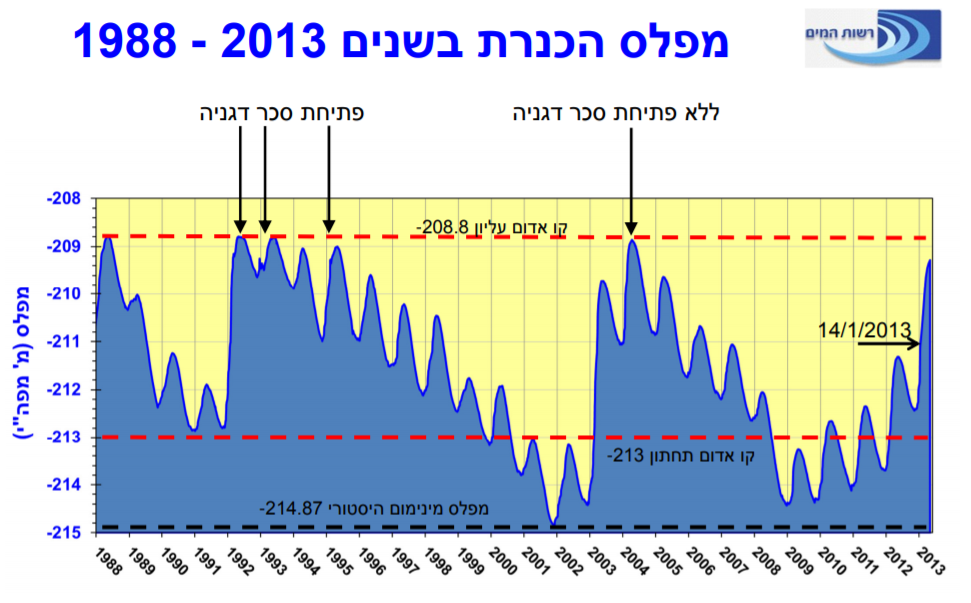 מפלס הכנרת בשנים 2013 - 1988
רשות המים
פתיחת סכר דגניה
ללא פתיחת סכר דגניה
מפלס (מ' מפה"י)
-208
-209
-210
-211
-212
-213
-214
-215
קו אדום עליון -208.8
14/1/2013
קו אדום תחתון -213
מפלס מינימום היסטורי -214.87
1988 1989 1990 1991 1992 1993 1994 1995 1996 1997 1998 1999 2000 2001 2002 2003 2004 2005 2006 2007 2008 2009 2010 2011 2012 2013